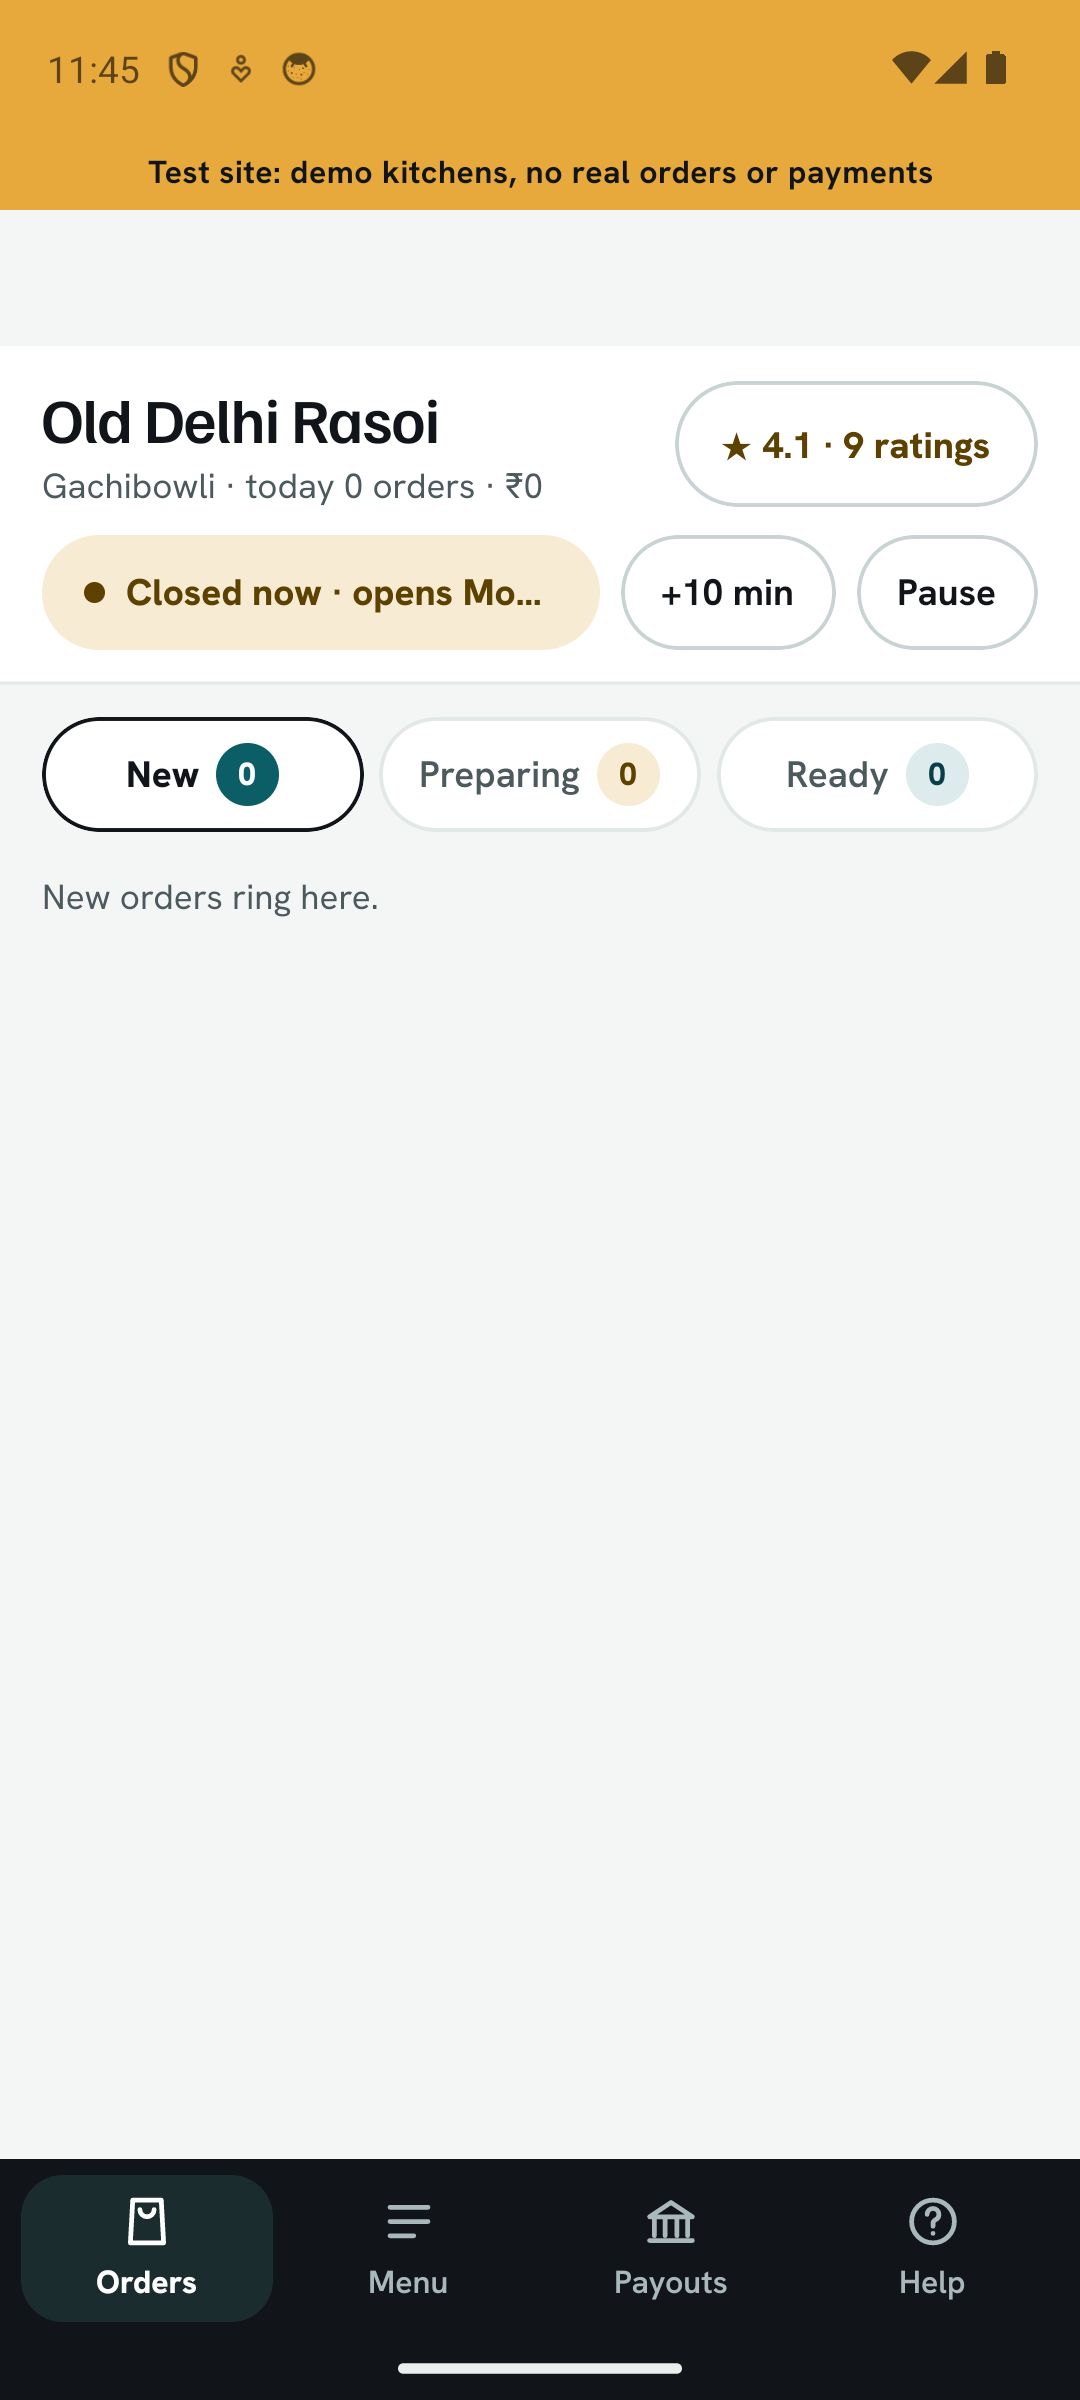 11:45
Test site: demo kitchens, no real orders or payments
Old Delhi Rasoi
★ 4.1 · 9 ratings
Gachibowli · today 0 orders · ₹0
Closed now · opens Mo...
+10 min
Pause
New 0
Preparing 0
Ready 0
New orders ring here.
Orders
Menu
Payouts
Help